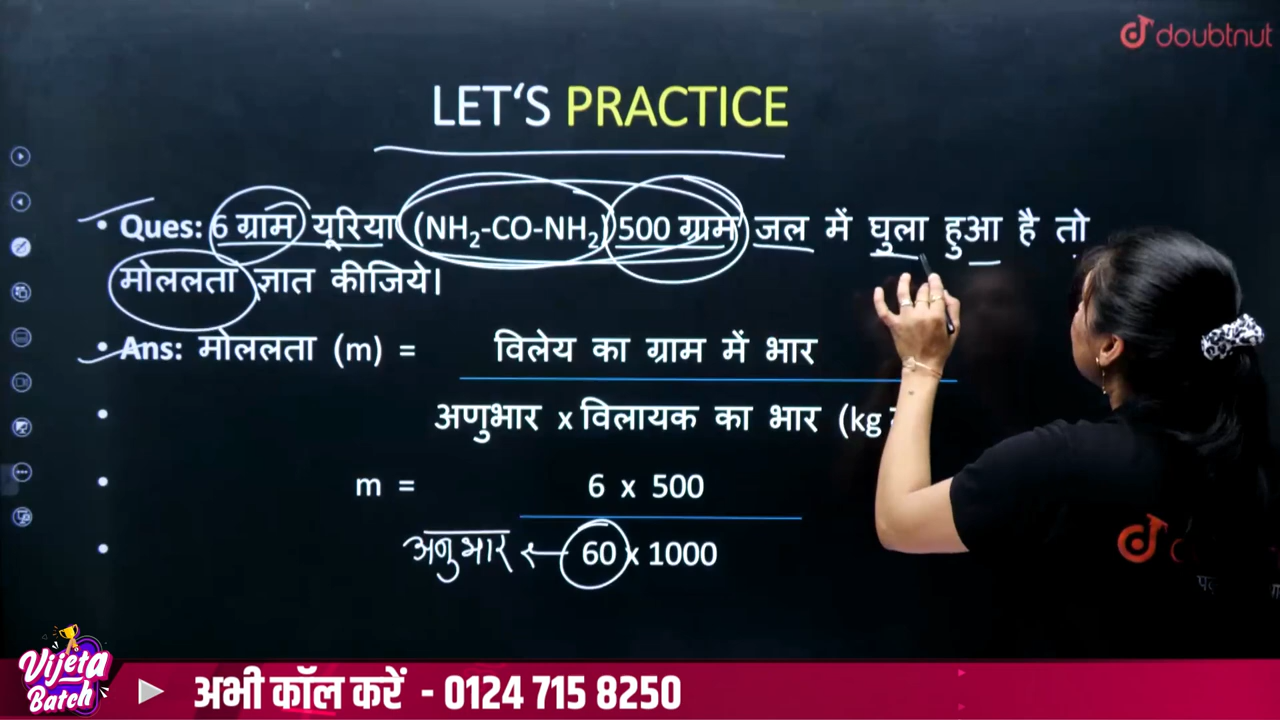 doubtnut
LET'S PRACTICE
• Ques: 6 ग्राम यूरिया (NH₂-CO-NH₂) 500 ग्राम जल में घुला हुआ है तो
मोललता ज्ञात कीजिये।
• Ans: मोललता (m) = विलेय का ग्राम में भार
• अणुभार x विलायक का भार (kg
• m = 6 x 500
• अनुभार ← 60 x 1000
Vijeta Batch
अभी कॉल करें - 0124 715 8250